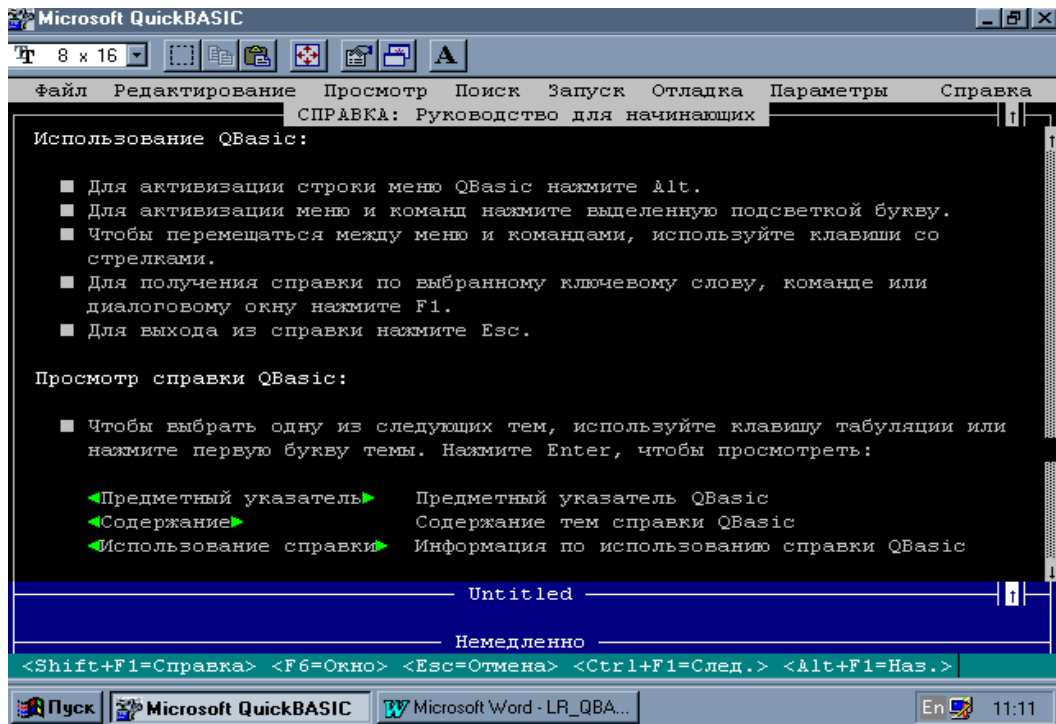 Microsoft QuickBASIC
8 x 16
A
Файл Редактирование Просмотр Поиск Запуск Отладка Параметры Справка
СПРАВКА: Руководство для начинающих
Использование QBasic:
Для активизации строки меню QBasic нажмите Alt.
Для активизации меню и команд нажмите выделенную подсветкой букву.
Чтобы перемещаться между меню и командами, используйте клавиши со
стрелками.
Для получения справки по выбранному ключевому слову, команде или
диалоговому окну нажмите F1.
Для выхода из справки нажмите Esc.
Просмотр справки QBasic:
Чтобы выбрать одну из следующих тем, используйте клавишу табуляции или
нажмите первую букву темы. Нажмите Enter, чтобы просмотреть:
Предметный указатель Предметный указатель QBasic
Содержание Содержание тем справки QBasic
Использование справки Информация по использованию справки QBasic
Untitled
Немедленно
<Shift+F1=Справка> <F6=Окно> <Esc=Отмена> <Ctrl+F1=След.> <Alt+F1=Наз.>
Пуск Microsoft QuickBASIC Microsoft Word - LR_QBA... En 11:11